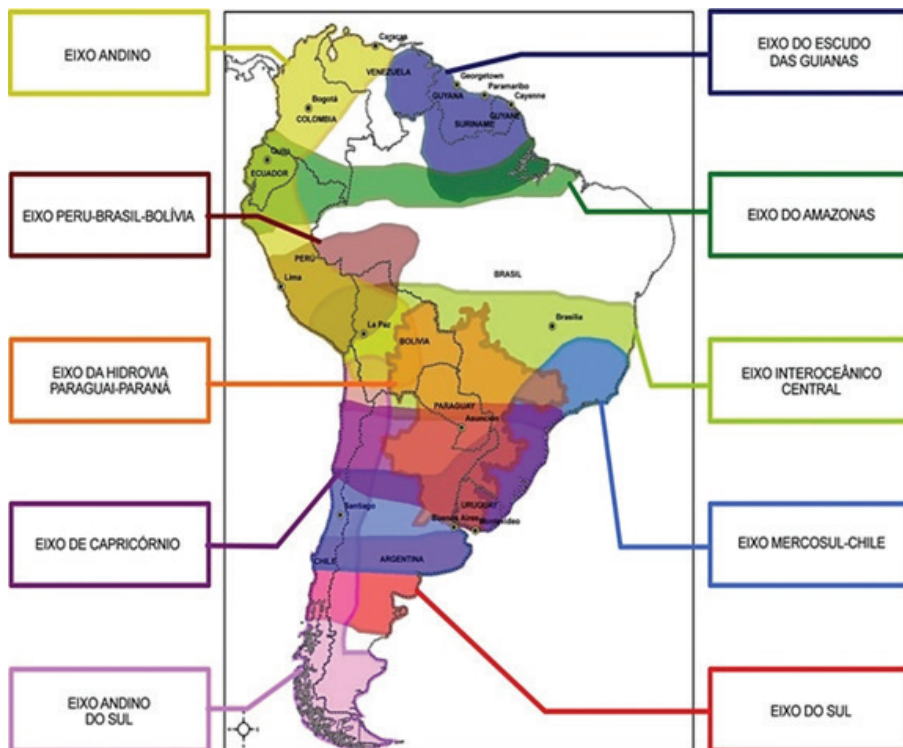 EIXO ANDINO
EIXO DO ESCUDO
DAS GUIANAS
EIXO PERU-BRASIL-BOLÍVIA
EIXO DO AMAZONAS
EIXO DA HIDROVIA
PARAGUAI-PARANÁ
EIXO INTEROCEÂNICO
CENTRAL
EIXO DE CAPRICÓRNIO
EIXO MERCOSUL-CHILE
EIXO ANDINO
DO SUL
EIXO DO SUL
Caracas
VENEZUELA
Georgetown
Paramaribo
GUYANA
Cayenne
Bogotá
COLOMBIA
SURINAME
GUYANE
Quito
ECUADOR
PERÚ
Lima
BRASIL
Brasília
La Paz
BOLÍVIA
PARAGUAY
Asunción
URUGUAY
Santiago
Buenos Aires
Montevideo
CHILE
ARGENTINA